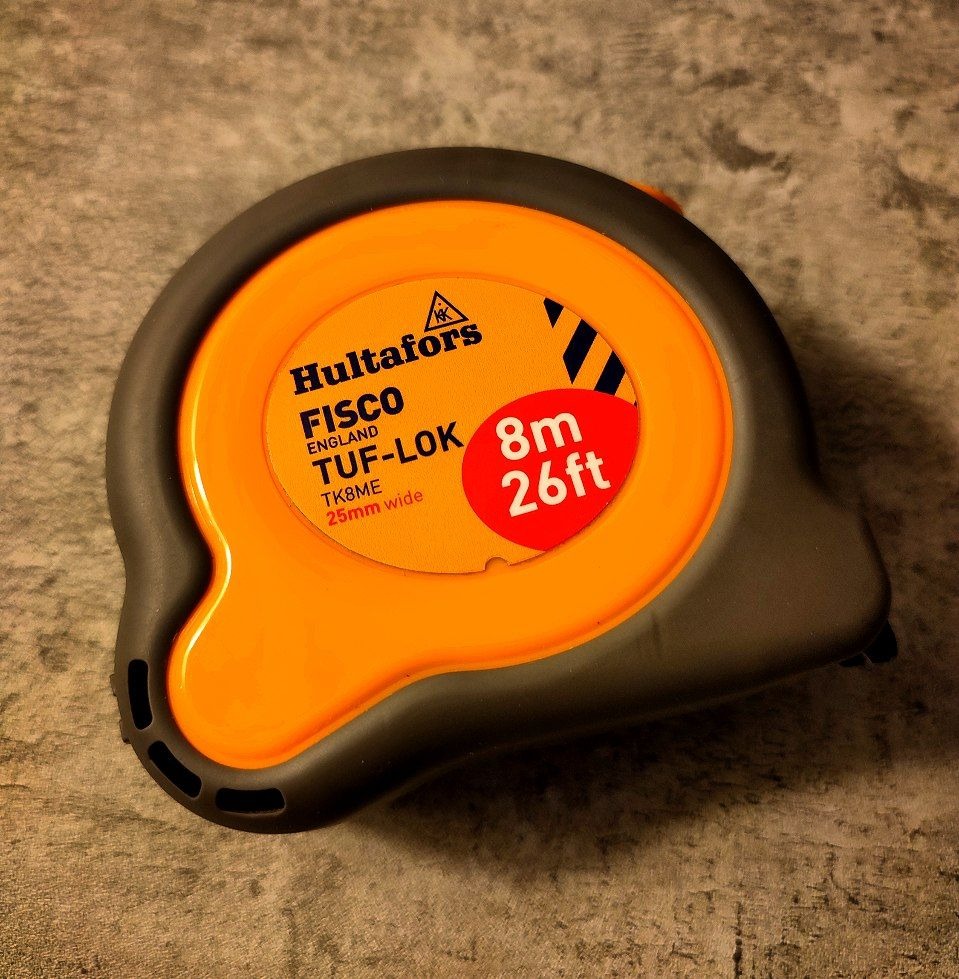 Hultafors
FISCO
ENGLAND
TUF-LOK
TK8ME
25mm wide
8m
26ft